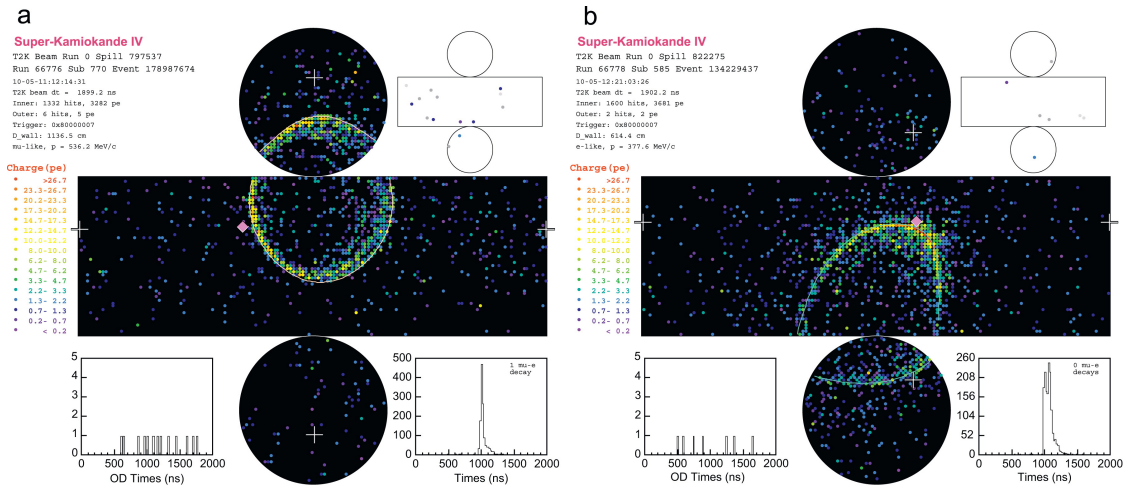 a
Super-Kamiokande IV
T2K Beam Run 0 Spill 797537
Run 66776 Sub 770 Event 178987674
10-05-11:12:14:31
T2K beam dt = 1899.2 ns
Inner: 1332 hits, 3282 pe
Outer: 6 hits, 5 pe
Trigger: 0x80000007
D_wall: 1136.5 cm
mu-like, p = 536.2 MeV/c
Charge(pe)
>26.7
23.3-26.7
20.2-23.3
17.3-20.2
14.7-17.3
12.2-14.7
10.0-12.2
8.0-10.0
6.2- 8.0
4.7- 6.2
3.3- 4.7
2.2- 3.3
1.3- 2.2
0.7- 1.3
0.2- 0.7
< 0.2
5
4
3
2
1
0
0 500 1000 1500 2000
OD Times (ns)
500
400
300
200
100
0
1 mu-e
decay
0 500 1000 1500 2000
Times (ns)
b
Super-Kamiokande IV
T2K Beam Run 0 Spill 822275
Run 66778 Sub 585 Event 134229437
10-05-12:21:03:26
T2K beam dt = 1902.2 ns
Inner: 1600 hits, 3681 pe
Outer: 2 hits, 2 pe
Trigger: 0x80000007
D_wall: 614.4 cm
e-like, p = 377.6 MeV/c
Charge(pe)
>26.7
23.3-26.7
20.2-23.3
17.3-20.2
14.7-17.3
12.2-14.7
10.0-12.2
8.0-10.0
6.2- 8.0
4.7- 6.2
3.3- 4.7
2.2- 3.3
1.3- 2.2
0.7- 1.3
0.2- 0.7
< 0.2
5
4
3
2
1
0
0 500 1000 1500 2000
OD Times (ns)
260
208
156
104
52
0
0 mu-e
decays
0 500 1000 1500 2000
Times (ns)